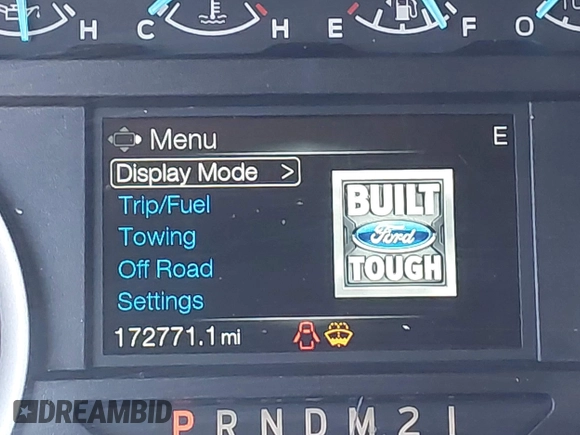 H C H E F O
Menu E
Display Mode >
Trip/Fuel
Towing
Off Road
Settings
BUILT
Ford
TOUGH
172771.1 mi
DREAMBID
P R N D M 2 1